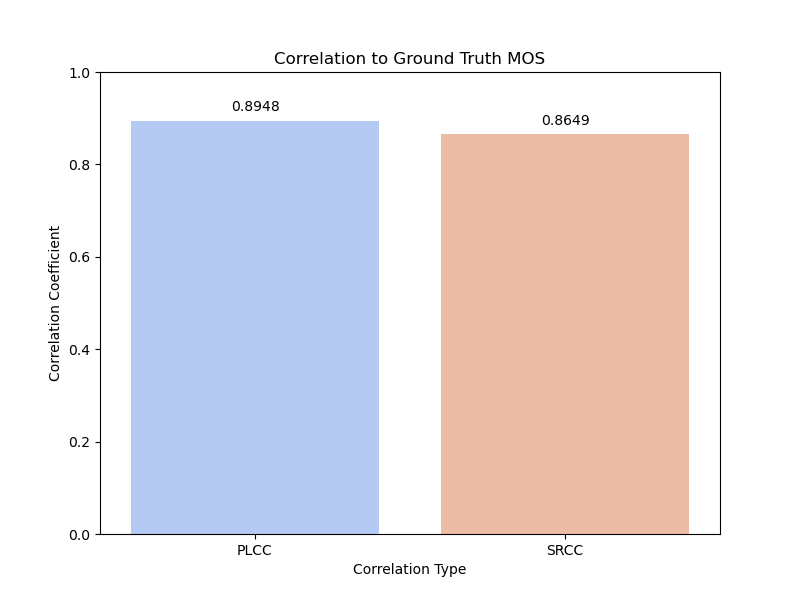 Correlation to Ground Truth MOS
1.0
0.8
0.6
0.4
0.2
0.0
Correlation Coefficient
0.8948
0.8649
PLCC
SRCC
Correlation Type